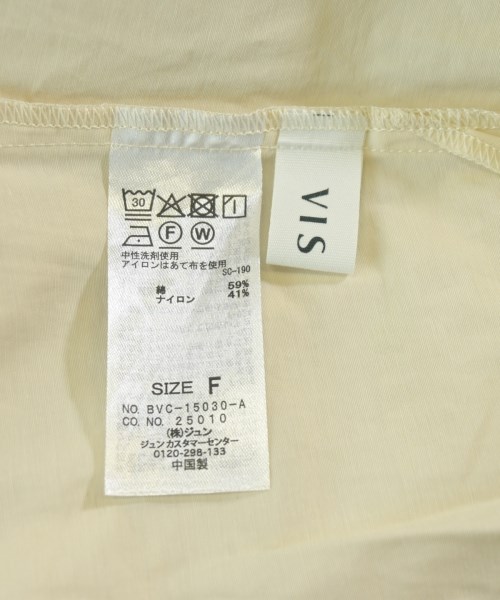 30
F W
中性洗剤使用
アイロンはあて布を使用
SC-190
綿 59%
ナイロン 41%
SIZE F
NO. BVC-15030-A
CO. NO. 25010
(株)ジュン
ジュンカスタマーセンター
0120-298-133
中国製
VIS